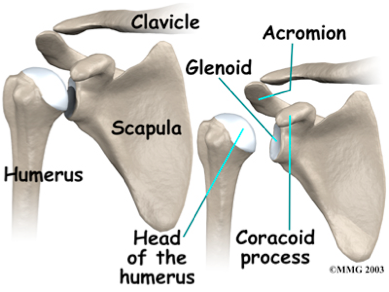 Clavicle
Acromion
Glenoid
Scapula
Humerus
Head
of the
humerus
Coracoid
process
©MMG 2003